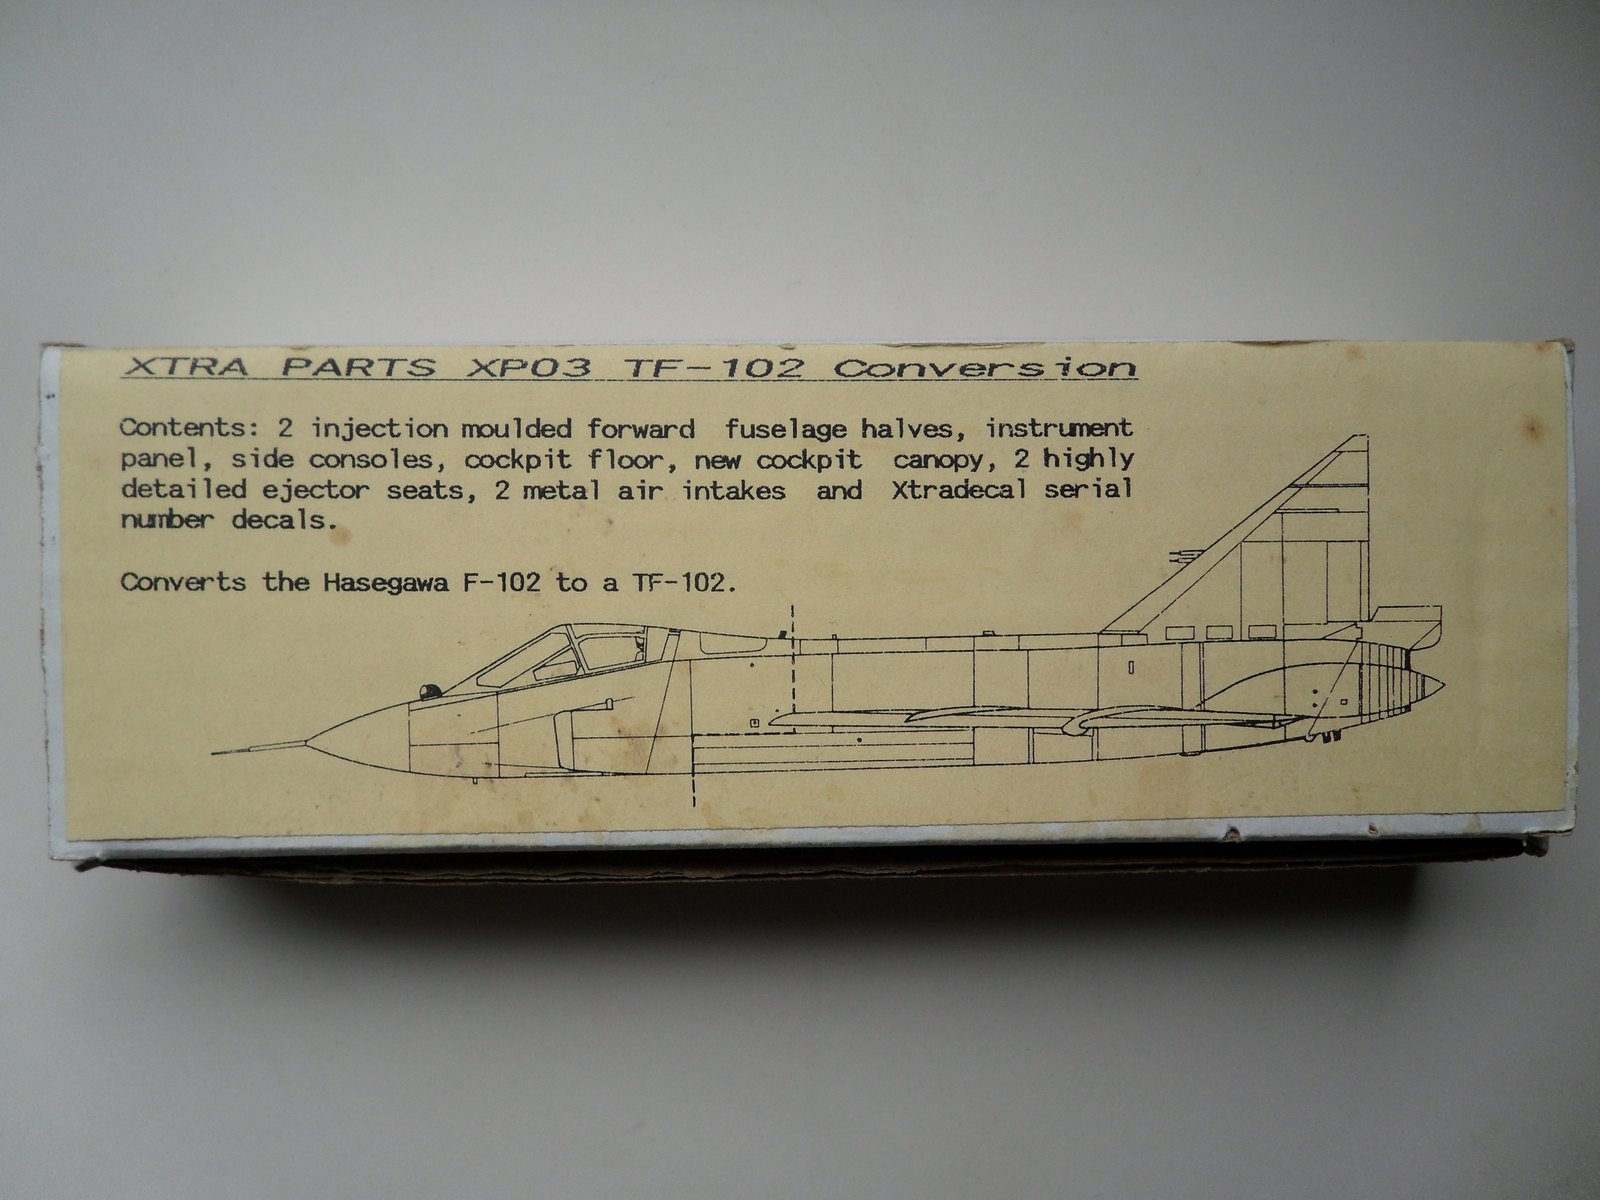 XTRA PARTS XP03 TF-102 Conversion
Contents: 2 injection moulded forward fuselage halves, instrument
panel, side consoles, cockpit floor, new cockpit canopy, 2 highly
detailed ejector seats, 2 metal air intakes and Xtradecal serial
number decals.
Converts the Hasegawa F-102 to a TF-102.